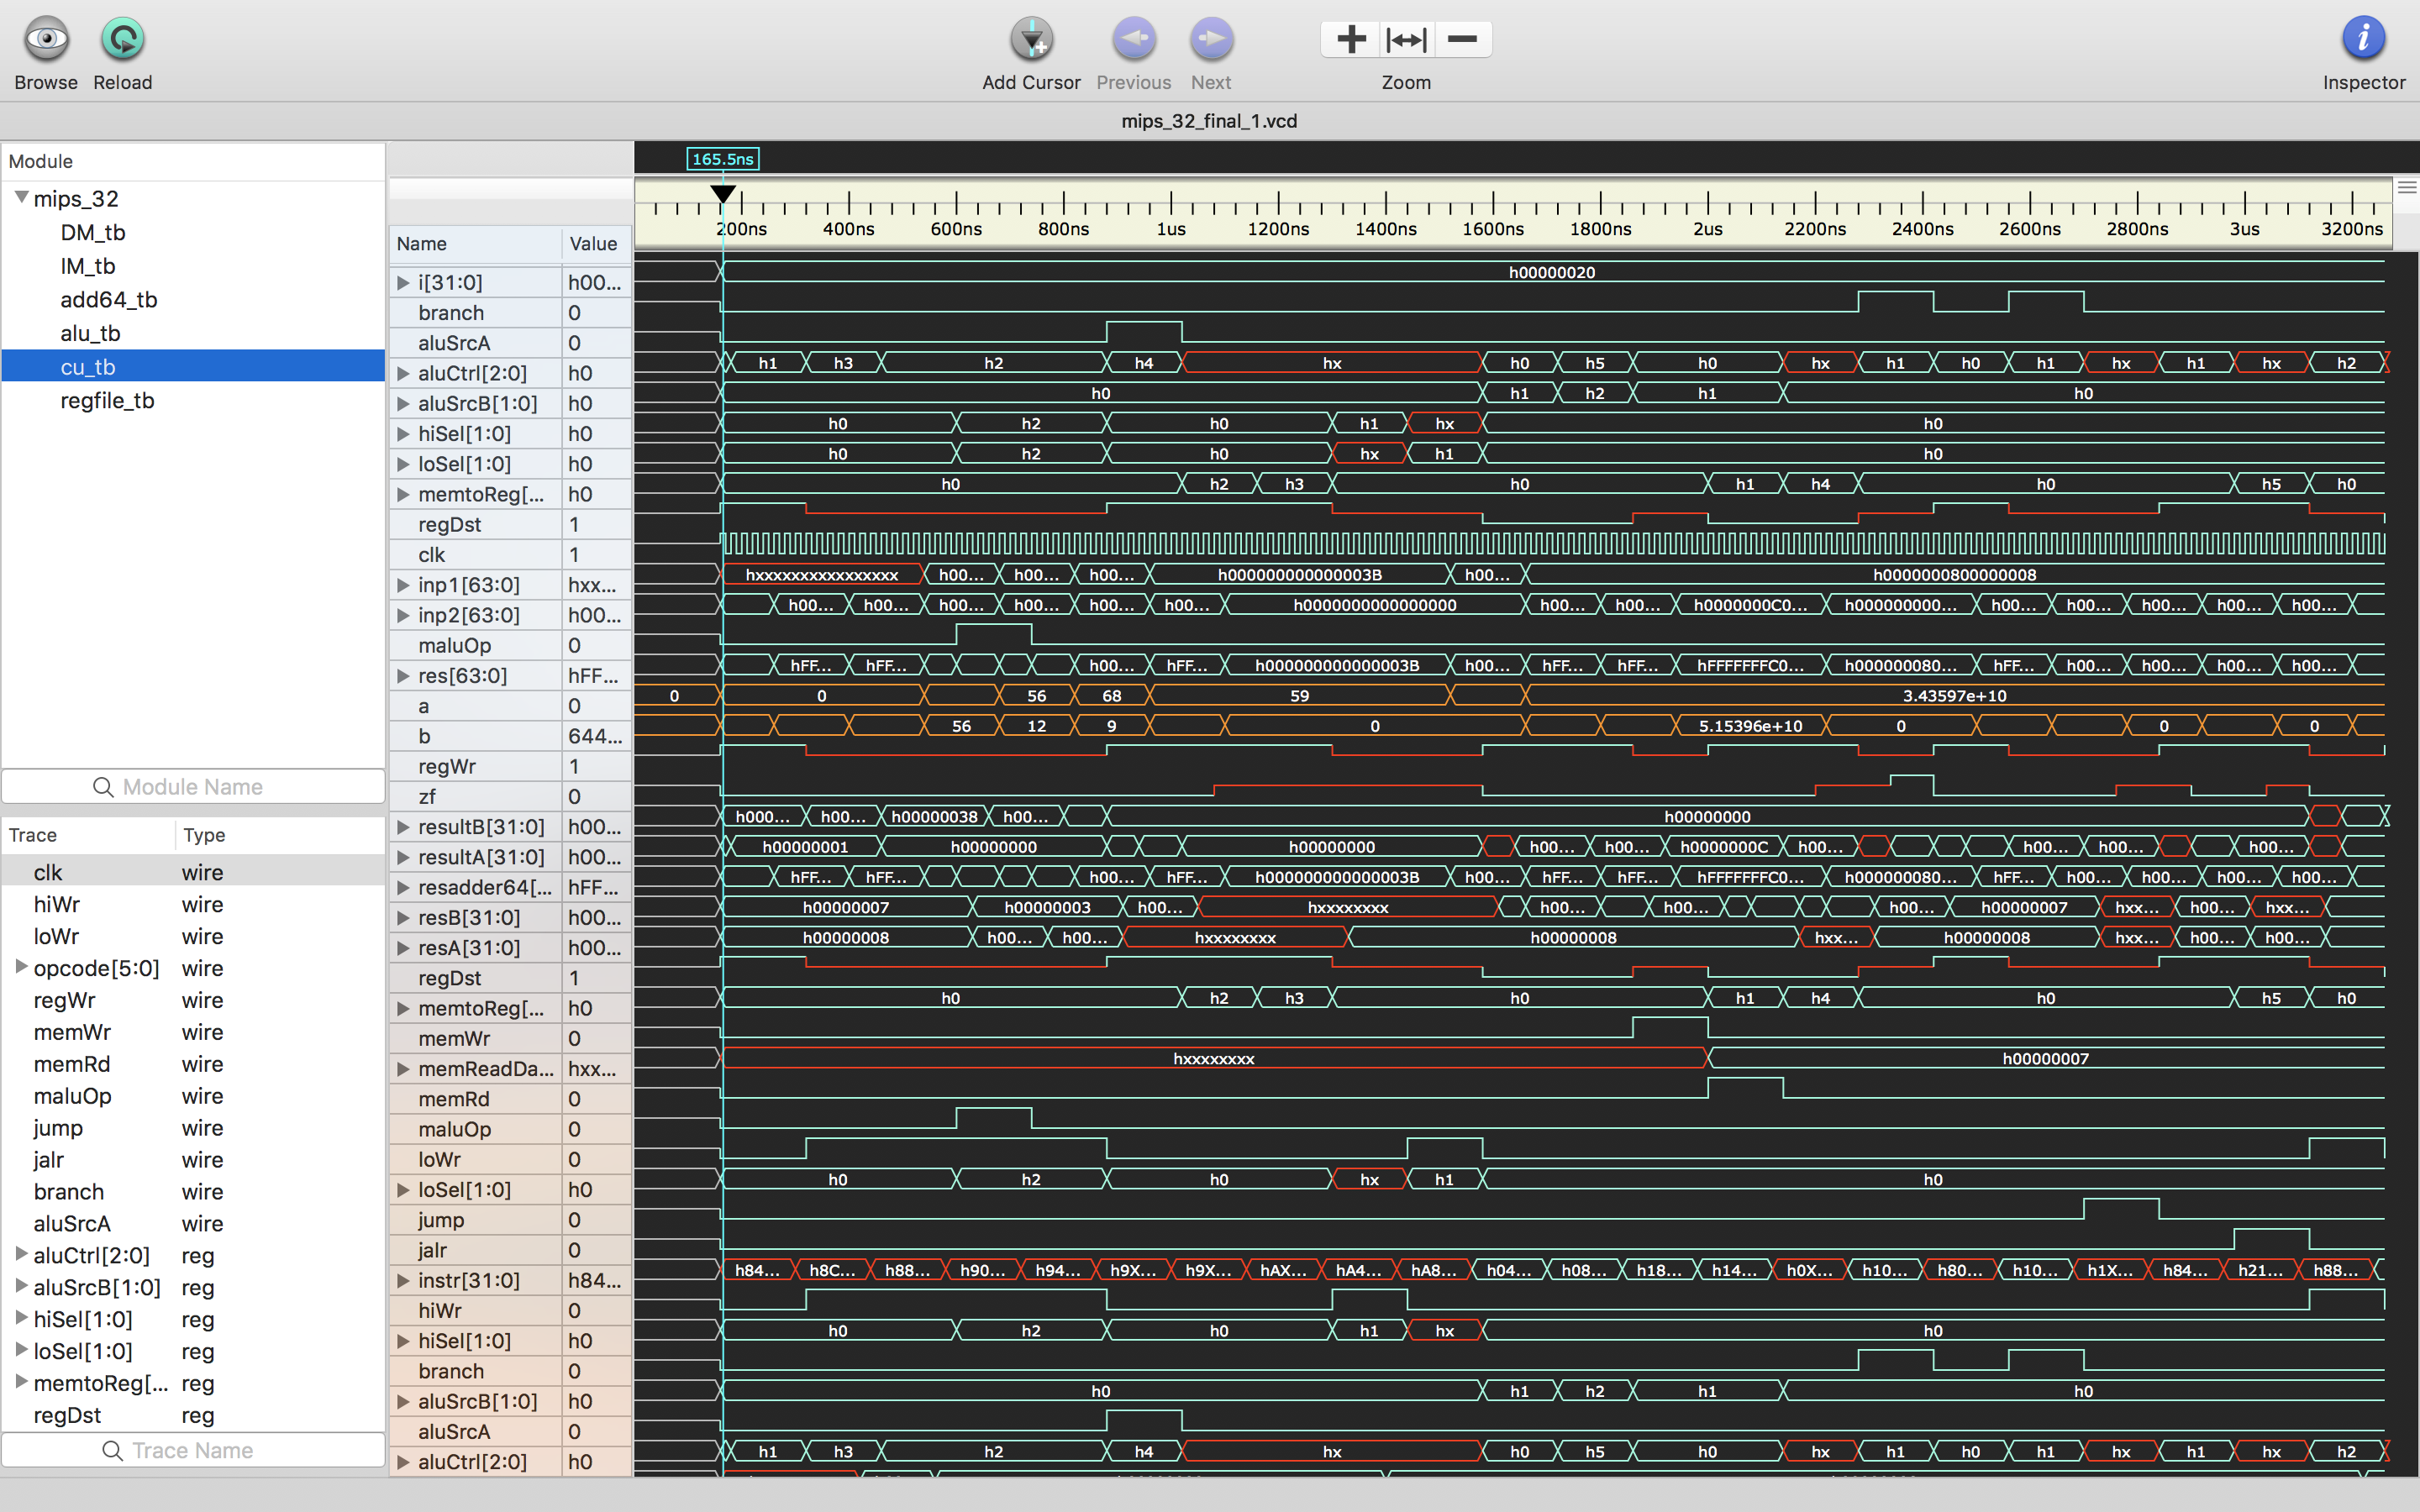 Browse Reload Add Cursor Previous Next Zoom Inspector
mips_32_final_1.vcd
Module
mips_32
DM_tb
IM_tb
add64_tb
alu_tb
cu_tb
regfile_tb
Module Name
Trace Type
clk wire
hiWr wire
loWr wire
opcode[5:0] wire
regWr wire
memWr wire
memRd wire
maluOp wire
jump wire
jalr wire
branch wire
aluSrcA wire
aluCtrl[2:0] reg
aluSrcB[1:0] reg
hiSel[1:0] reg
loSel[1:0] reg
memtoReg[... reg
regDst reg
Trace Name
165.5ns
200ns 400ns 600ns 800ns 1us 1200ns 1400ns 1600ns 1800ns 2us 2200ns 2400ns 2600ns 2800ns 3us 3200ns
Name Value
i[31:0] h00... h00000020
branch 0
aluSrcA 0
aluCtrl[2:0] h0 h1 h3 h2 h4 hx h0 h5 h0 hx h1 h0 h1 hx h1 hx h2
aluSrcB[1:0] h0 h0 h1 h2 h1 h0
hiSel[1:0] h0 h0 h2 h0 h1 hx h0
loSel[1:0] h0 h0 h2 h0 hx h1 h0
memtoReg[... h0 h0 h2 h3 h0 h1 h4 h0 h5 h0
regDst 1
clk 1
inp1[63:0] hxx... hxxxxxxxxxxxxxxxx h00... h00... h00... h000000000000003B h00... h0000000800000008
inp2[63:0] h00... h00... h00... h00... h00... h00... h00... h0000000000000000 h00... h00... h0000000C0... h000000000... h00... h00... h00... h00... h00...
maluOp 0
res[63:0] hFF... hFF... hFF... h00... hFF... h000000000000003B h00... hFF... hFF... hFFFFFFFC0... h000000080... hFF... h00... h00... h00... h00...
a 0 0 0 56 68 59 3.43597e+10
b 644... 56 12 9 0 5.15396e+10 0 0 0
regWr 1
zf 0
resultB[31:0] h00... h000... h00... h00000038 h00... h00000000
resultA[31:0] h00... h00000001 h00000000 h00000000 h00... h00... h0000000C h00... h00... h00... h00...
resadder64[... hFF... hFF... hFF... h00... hFF... h000000000000003B h00... hFF... hFF... hFFFFFFFC0... h000000080... hFF... h00... h00... h00... h00...
resB[31:0] h00... h00000007 h00000003 h00... hxxxxxxxx h00... h00... h00... h00000007 hxx... h00... hxx...
resA[31:0] h00... h00000008 h00... h00... hxxxxxxxx h00000008 hxx... h00000008 hxx... h00... h00...
regDst 1
memtoReg[... h0 h0 h2 h3 h0 h1 h4 h0 h5 h0
memWr 0
memReadDa... hxx... hxxxxxxxx h00000007
memRd 0
maluOp 0
loWr 0
loSel[1:0] h0 h0 h2 h0 hx h1 h0
jump 0
jalr 0
instr[31:0] h84... h84... h8C... h88... h90... h94... h9X... h9X... hAX... hA4... hA8... h04... h08... h18... h14... h0X... h10... h80... h10... h1X... h84... h21... h88...
hiWr 0
hiSel[1:0] h0 h0 h2 h0 h1 hx h0
branch 0
aluSrcB[1:0] h0 h0 h1 h2 h1 h0
aluSrcA 0
aluCtrl[2:0] h0 h1 h3 h2 h4 hx h0 h5 h0 hx h1 h0 h1 hx h1 hx h2